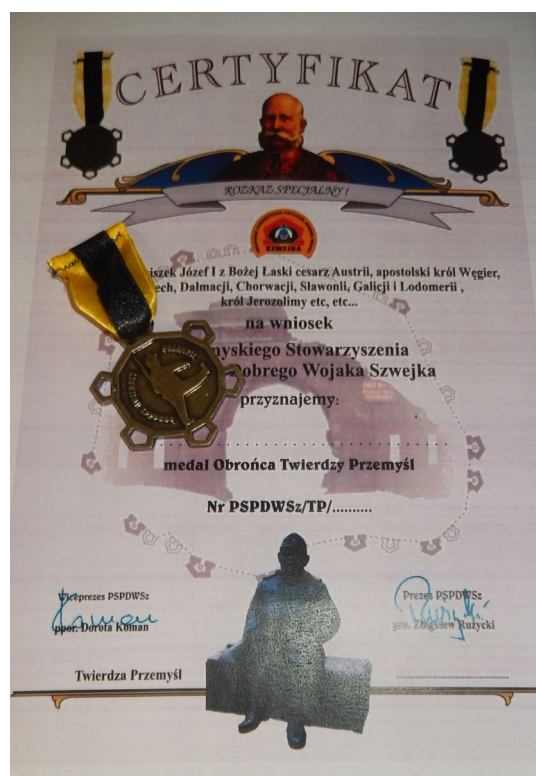 CERTYFIKAT
ROZKAZ SPECJALNY!
SZWEJKA
iszek Józef I z Bożej Łaski cesarz Austrii, apostolski król Węgier,
ech, Dalmacji, Chorwacji, Slawonii, Galicji i Lodomerii ,
król Jerozolimy etc, etc...
na wniosek
myskiego Stowarzyszenia
obrego Wojaka Szwejka
przyznajemy:
medal Obrońca Twierdzy Przemyśl
Nr PSPDWSz/TP/..........
Wiceprezes PSPDWSz
Prezes PSPDWSz
ppor. Dorota Koman
Zbigniew Rużycki
Twierdza Przemyśl